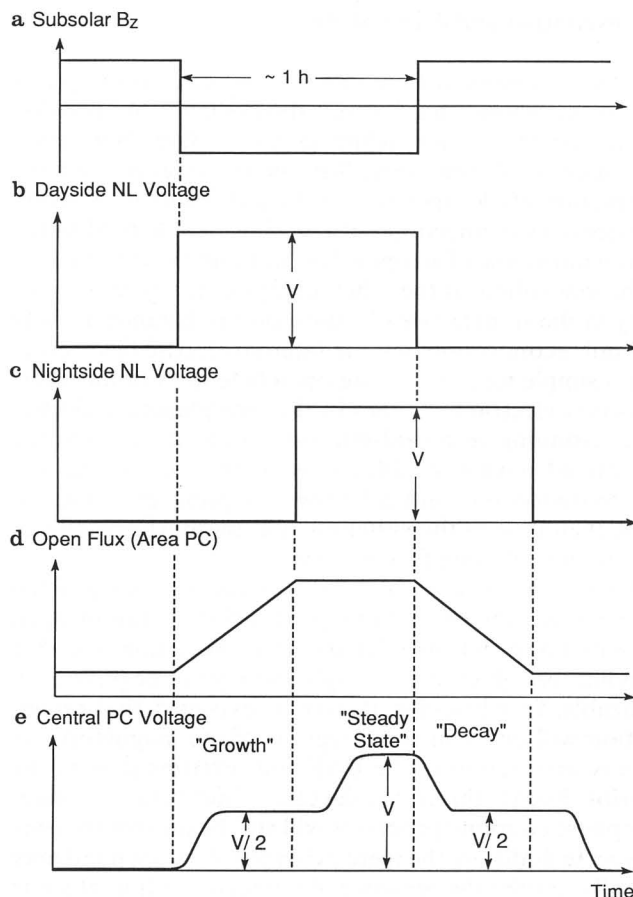 a Subsolar Bz
~ 1 h
b Dayside NL Voltage
V
c Nightside NL Voltage
V
d Open Flux (Area PC)
e Central PC Voltage
"Growth"
"Steady
State"
"Decay"
V/2
V
V/2
Time